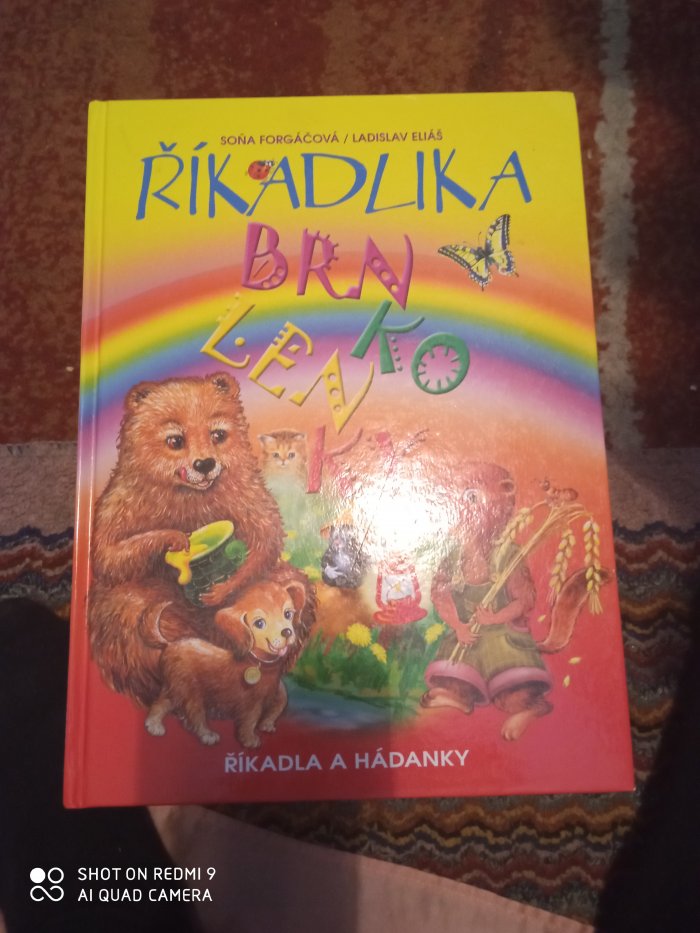 SOŇA FORGÁČOVÁ / LADISLAV ELIÁŠ
ŘÍKADLIKA
BRN
KO
LEN
ŘÍKADLA A HÁDANKY
SHOT ON REDMI 9
AI QUAD CAMERA